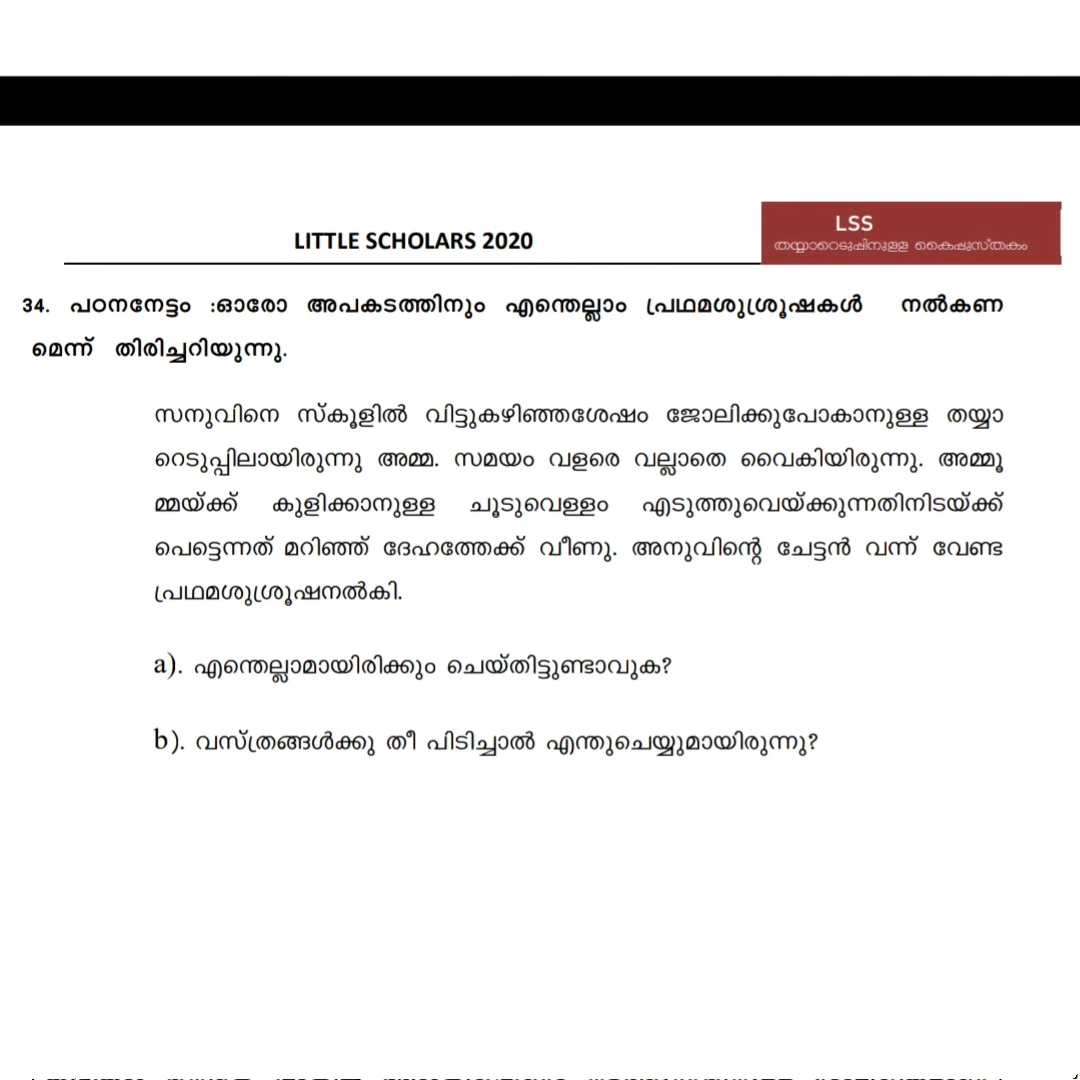 LITTLE SCHOLARS 2020
LSS
തയ്യാറെടുപ്പിനുള്ള കൈപ്പുസ്തകം
34. പഠനനേട്ടം :ഓരോ അപകടത്തിനും എന്തെല്ലാം പ്രഥമശുശ്രൂഷകൾ നൽകണ
മെന്ന് തിരിച്ചറിയുന്നു.
സനുവിനെ സ്കൂളിൽ വിട്ടുകഴിഞ്ഞശേഷം ജോലിക്കുപോകാനുള്ള തയ്യാ
റെടുപ്പിലായിരുന്നു അമ്മ. സമയം വളരെ വല്ലാതെ വൈകിയിരുന്നു. അമ്മൂ
മ്മയ്ക്ക് കുളിക്കാനുള്ള ചൂടുവെള്ളം എടുത്തുവെയ്ക്കുന്നതിനിടയ്ക്ക്
പെട്ടെന്നത് മറിഞ്ഞ് ദേഹത്തേക്ക് വീണു. അനുവിന്റെ ചേട്ടൻ വന്ന് വേണ്ട
പ്രഥമശുശ്രൂഷനൽകി.
a). എന്തെല്ലാമായിരിക്കും ചെയ്തിട്ടുണ്ടാവുക?
b). വസ്ത്രങ്ങൾക്കു തീ പിടിച്ചാൽ എന്തുചെയ്യുമായിരുന്നു?